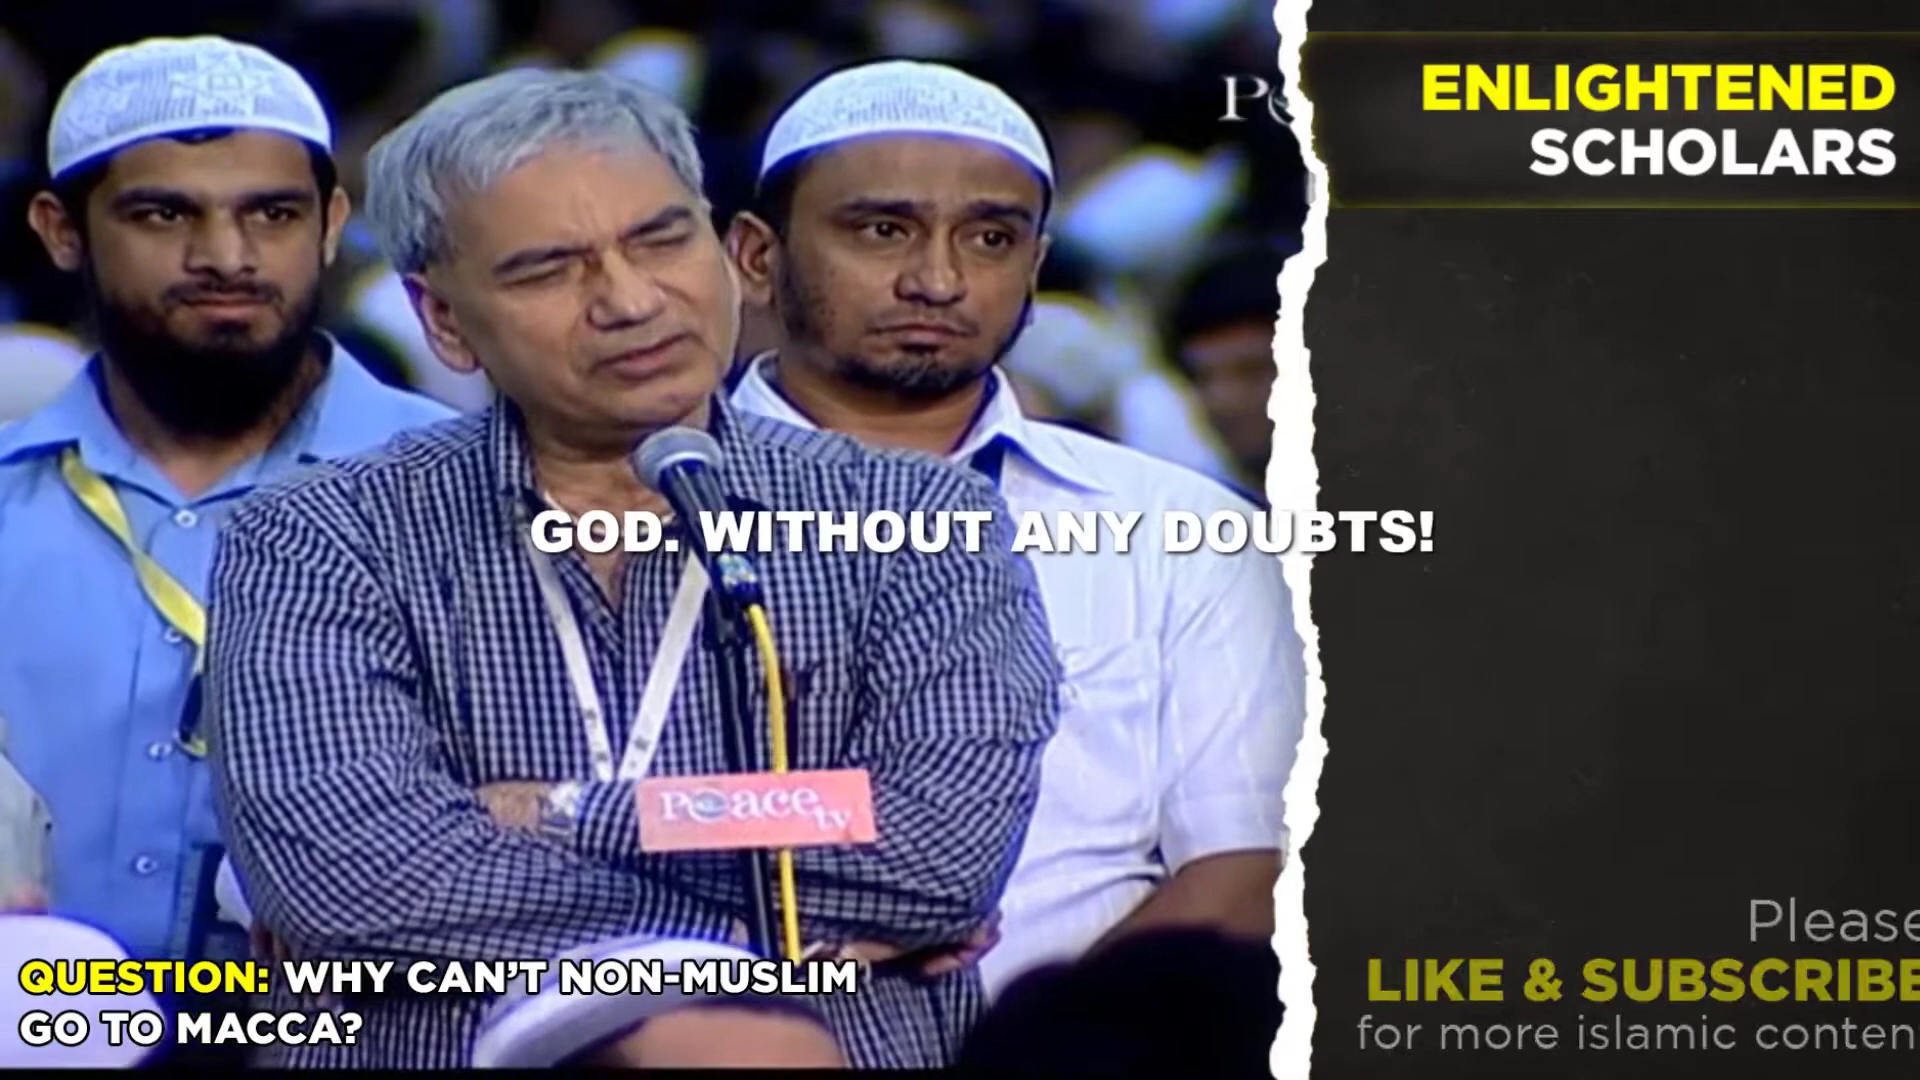 ENLIGHTENED
SCHOLARS
GOD. WITHOUT ANY DOUBTS!
Peace tv
QUESTION: WHY CAN'T NON-MUSLIM
GO TO MACCA?
Please
LIKE & SUBSCRIBE
for more islamic conten